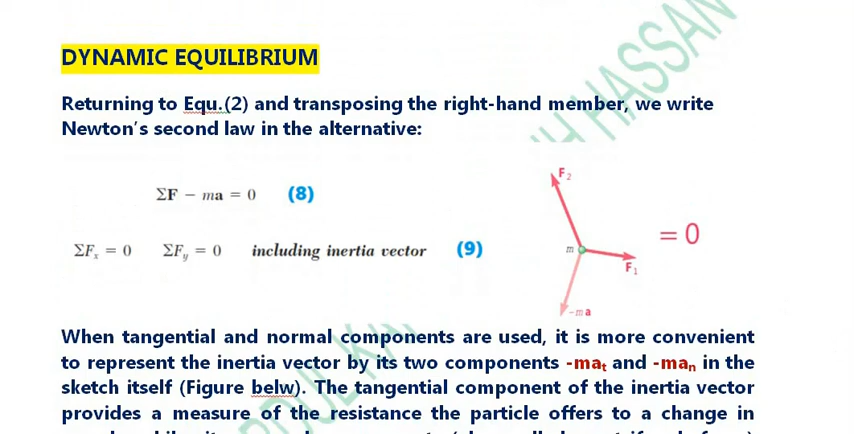 DYNAMIC EQUILIBRIUM
Returning to Equ.(2) and transposing the right-hand member, we write
Newton's second law in the alternative:
ΣF − ma = 0 (8)
ΣFx = 0 ΣFy = 0 including inertia vector (9)
F2
m
F1
−ma
= 0
When tangential and normal components are used, it is more convenient
to represent the inertia vector by its two components -mat and -man in the
sketch itself (Figure belw). The tangential component of the inertia vector
provides a measure of the resistance the particle offers to a change in
HASSAN